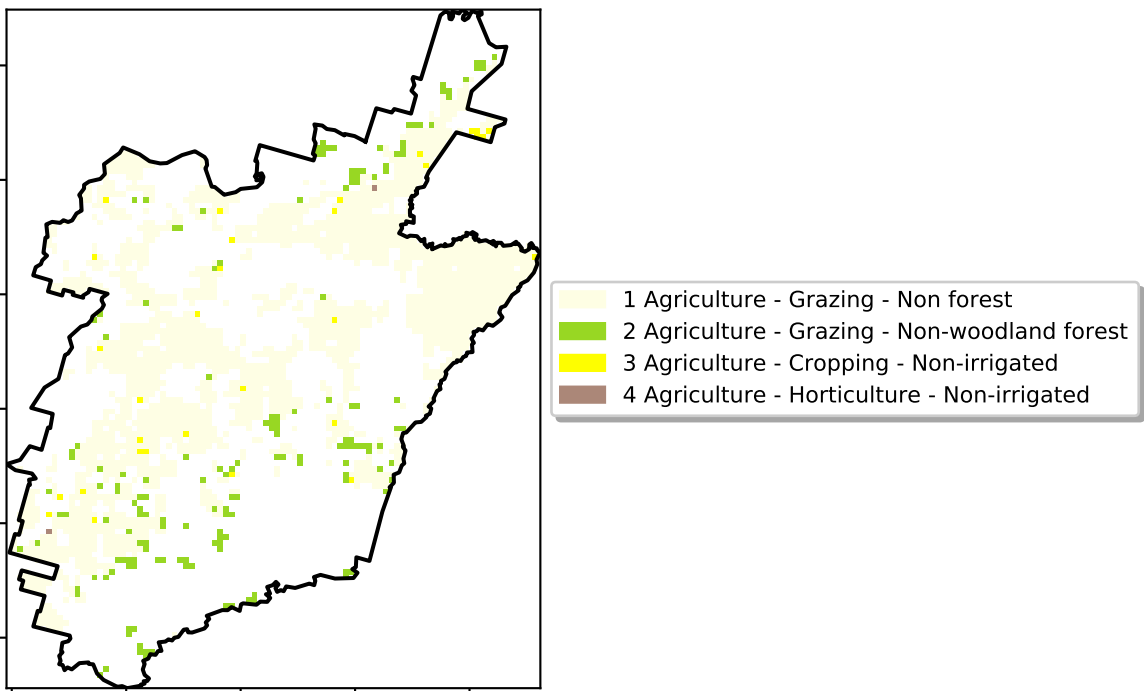 1 Agriculture - Grazing - Non forest
2 Agriculture - Grazing - Non-woodland forest
3 Agriculture - Cropping - Non-irrigated
4 Agriculture - Horticulture - Non-irrigated